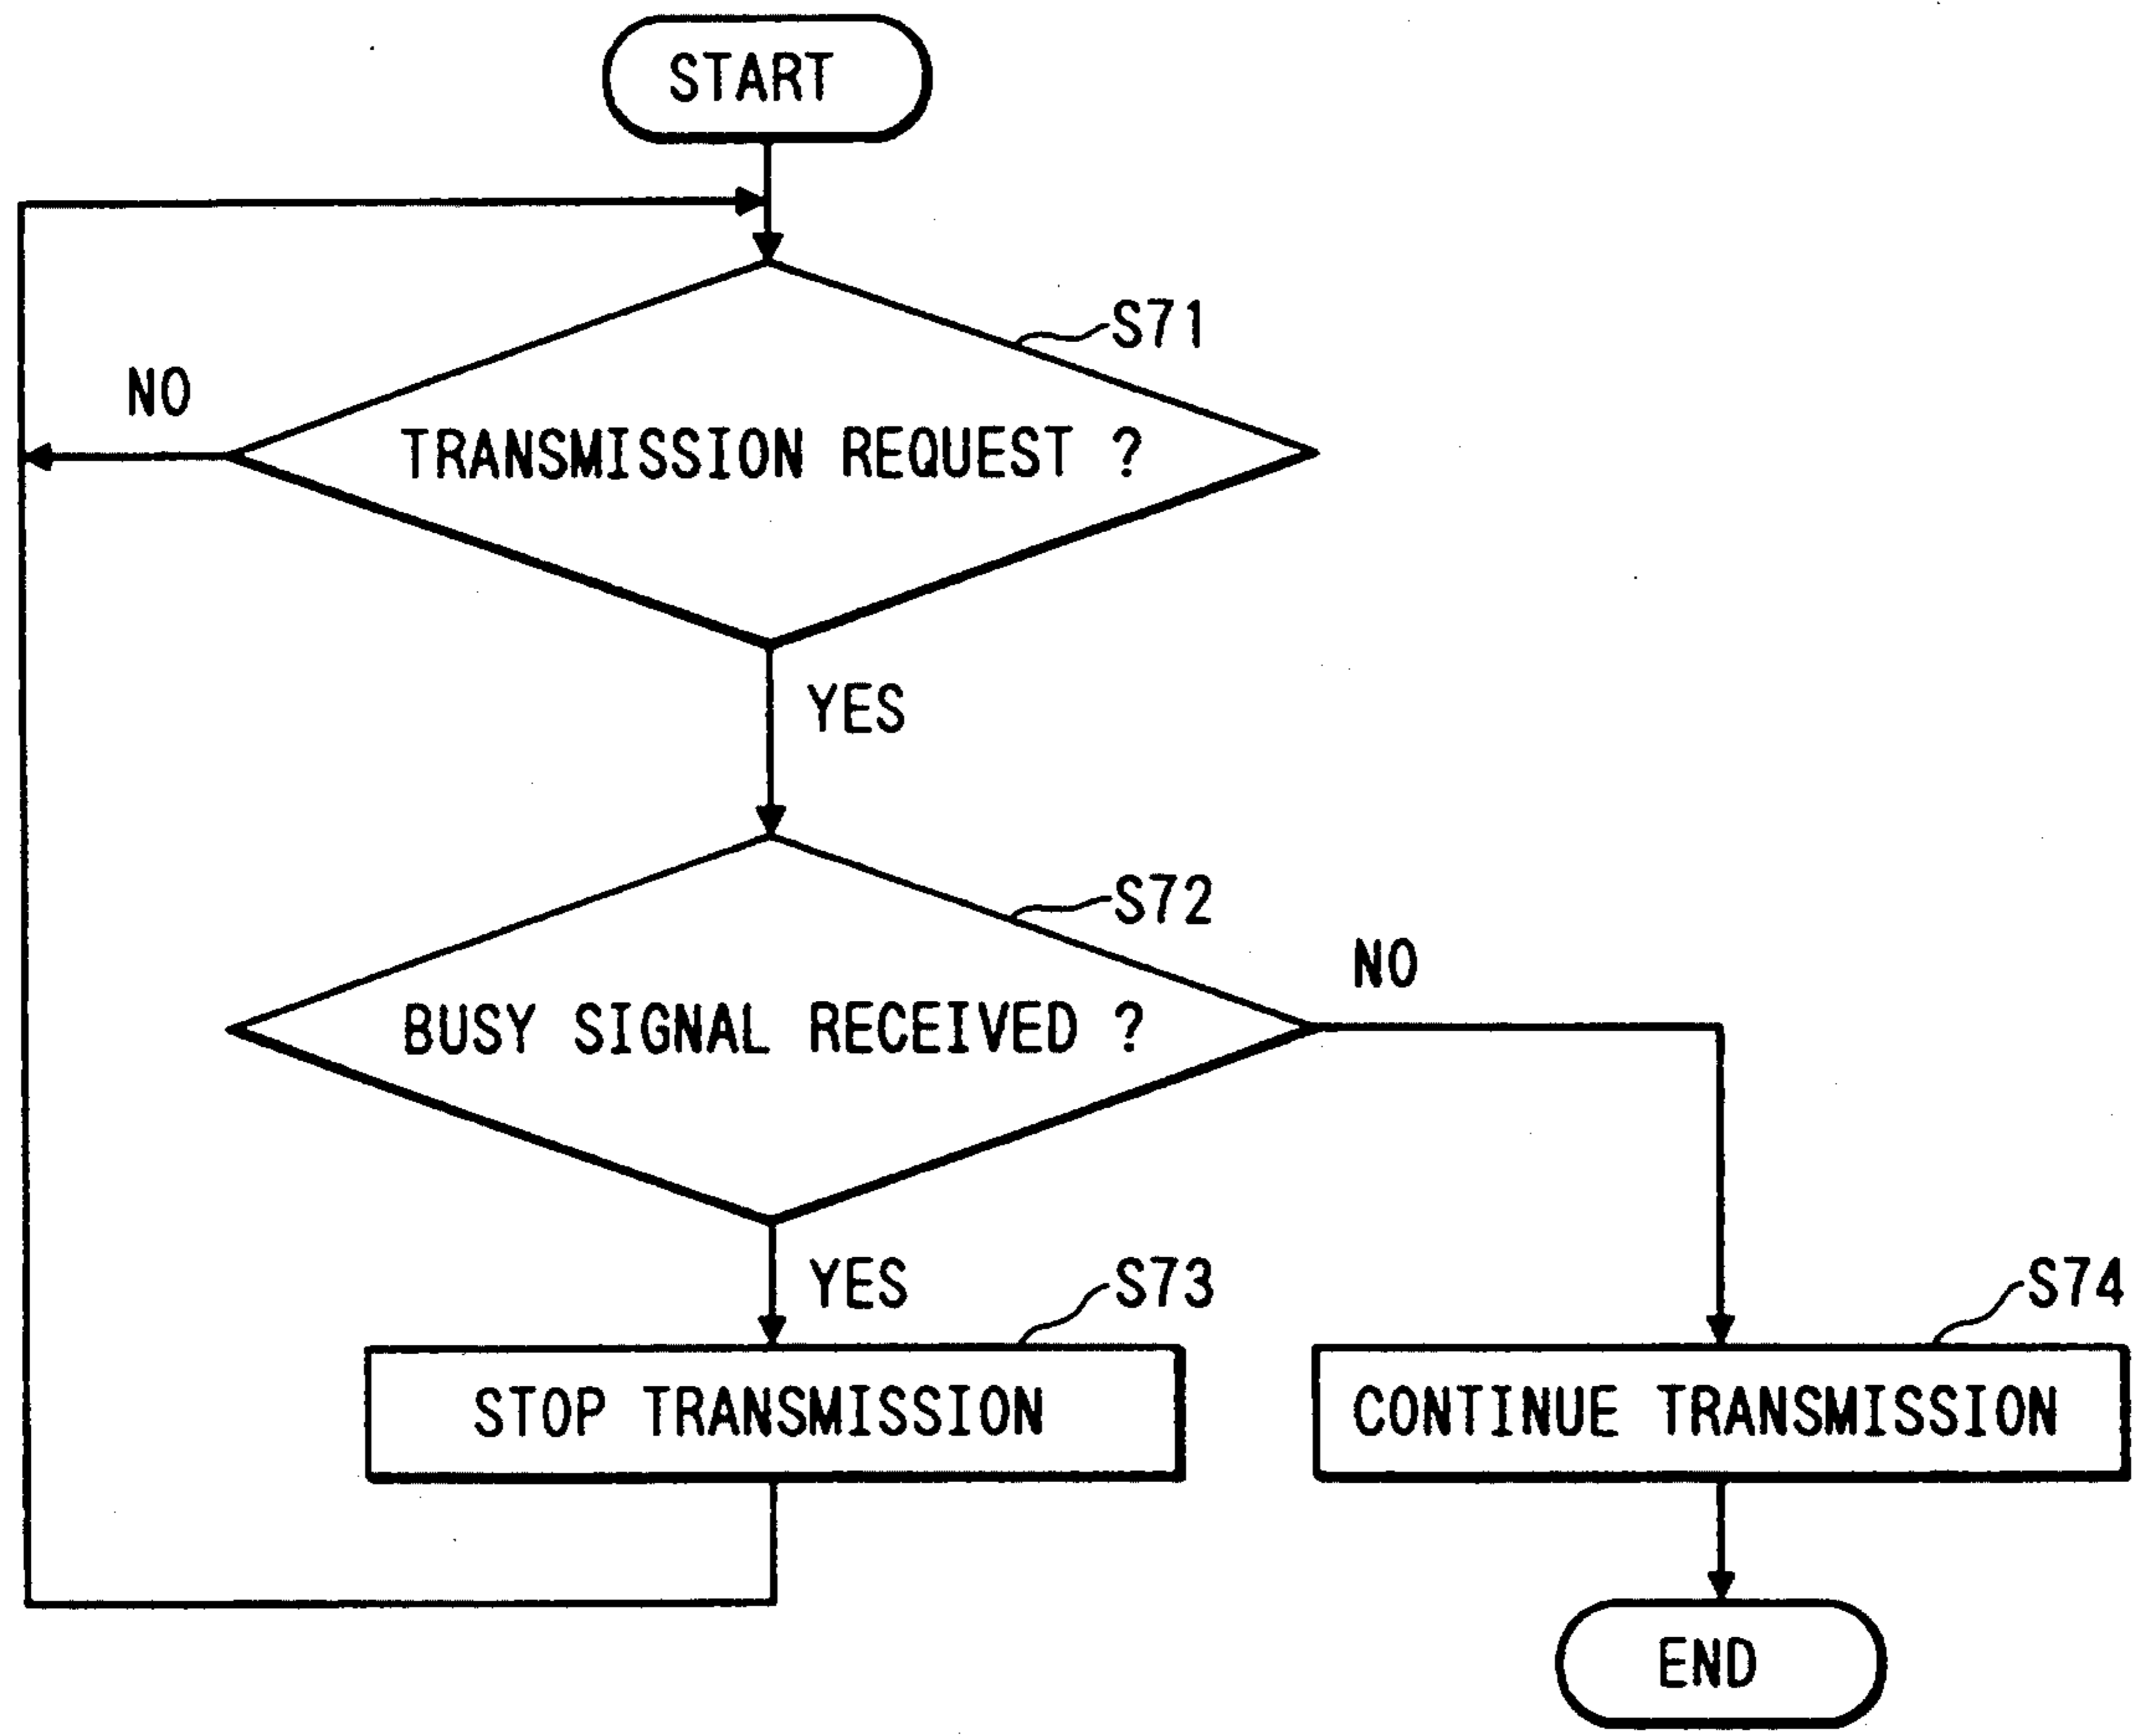 START
S71
NO
TRANSMISSION REQUEST ?
YES
S72
NO
BUSY SIGNAL RECEIVED ?
YES
S73
S74
STOP TRANSMISSION
CONTINUE TRANSMISSION
END